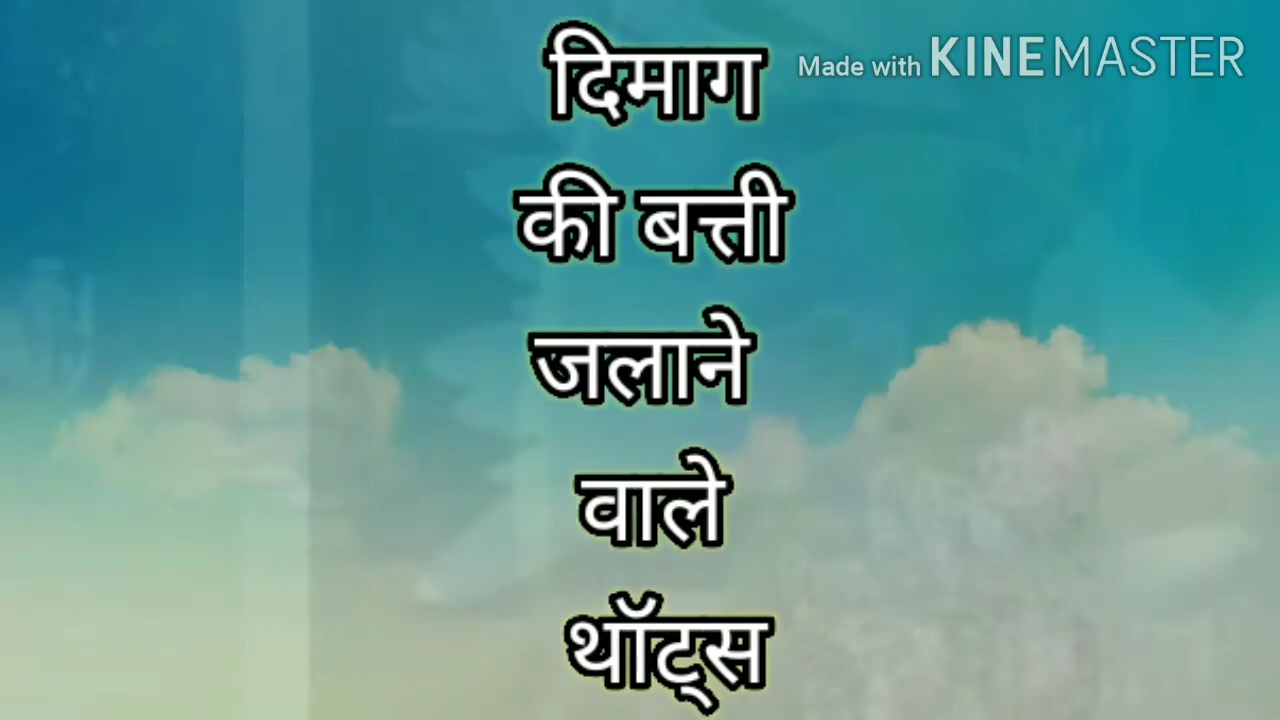 दिमाग
Made with KINEMASTER
की बत्ती
जलाने
वाले
थॉट्स